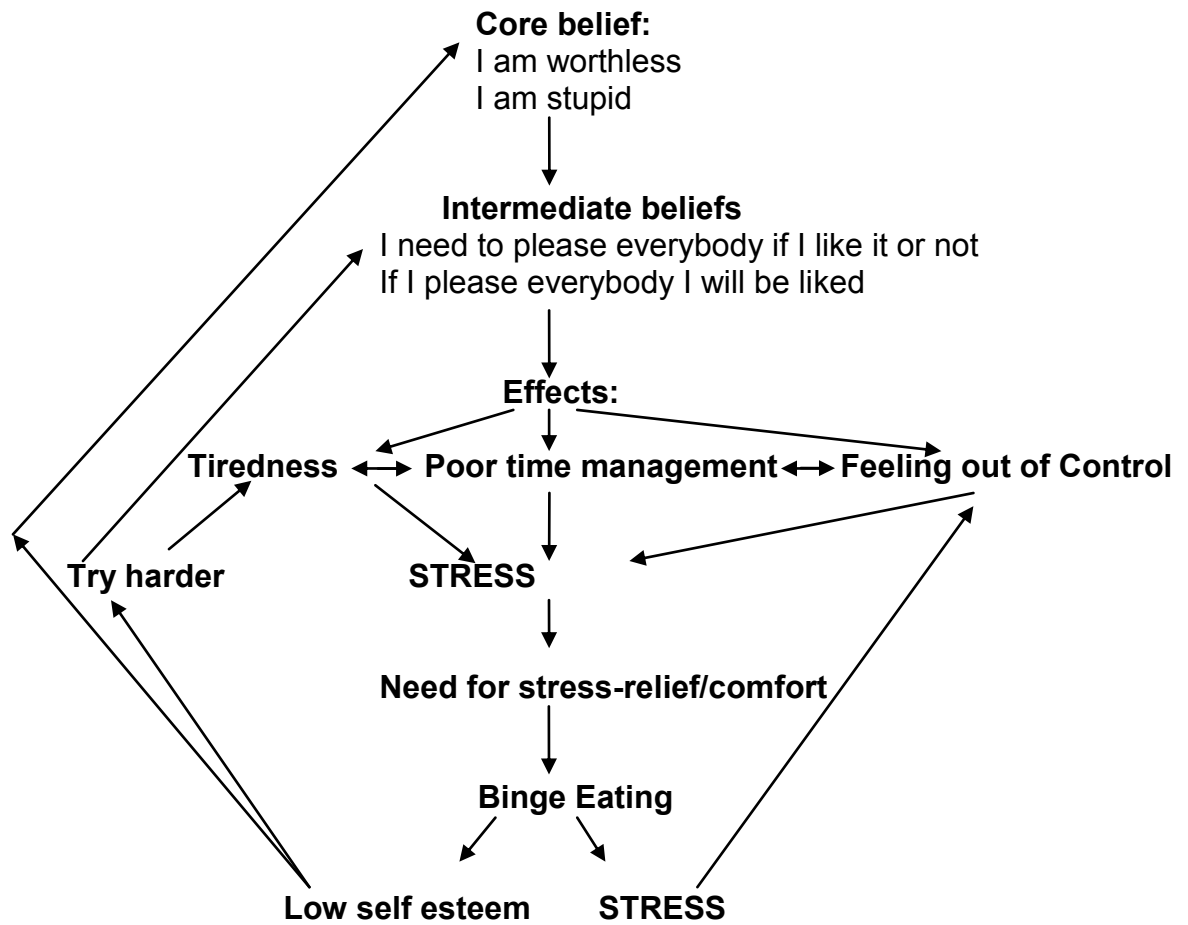 Core belief:
I am worthless
I am stupid
Intermediate beliefs
I need to please everybody if I like it or not
If I please everybody I will be liked
Effects:
Tiredness
Poor time management
Feeling out of Control
Try harder
STRESS
Need for stress-relief/comfort
Binge Eating
Low self esteem
STRESS